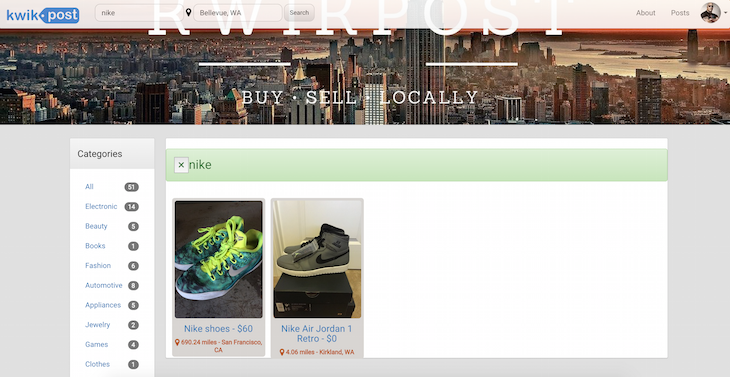 kwik post
nike
Bellevue, WA
Search
About
Posts
KWIKPOST
BUY · SELL · LOCALLY
Categories
All 51
Electronic 14
Beauty 5
Books 1
Fashion 6
Automotive 8
Appliances 5
Jewelry 2
Games 4
Clothes 1
× nike
Nike shoes - $60
690.24 miles - San Francisco,
CA
Nike Air Jordan 1
Retro - $0
4.06 miles - Kirkland, WA